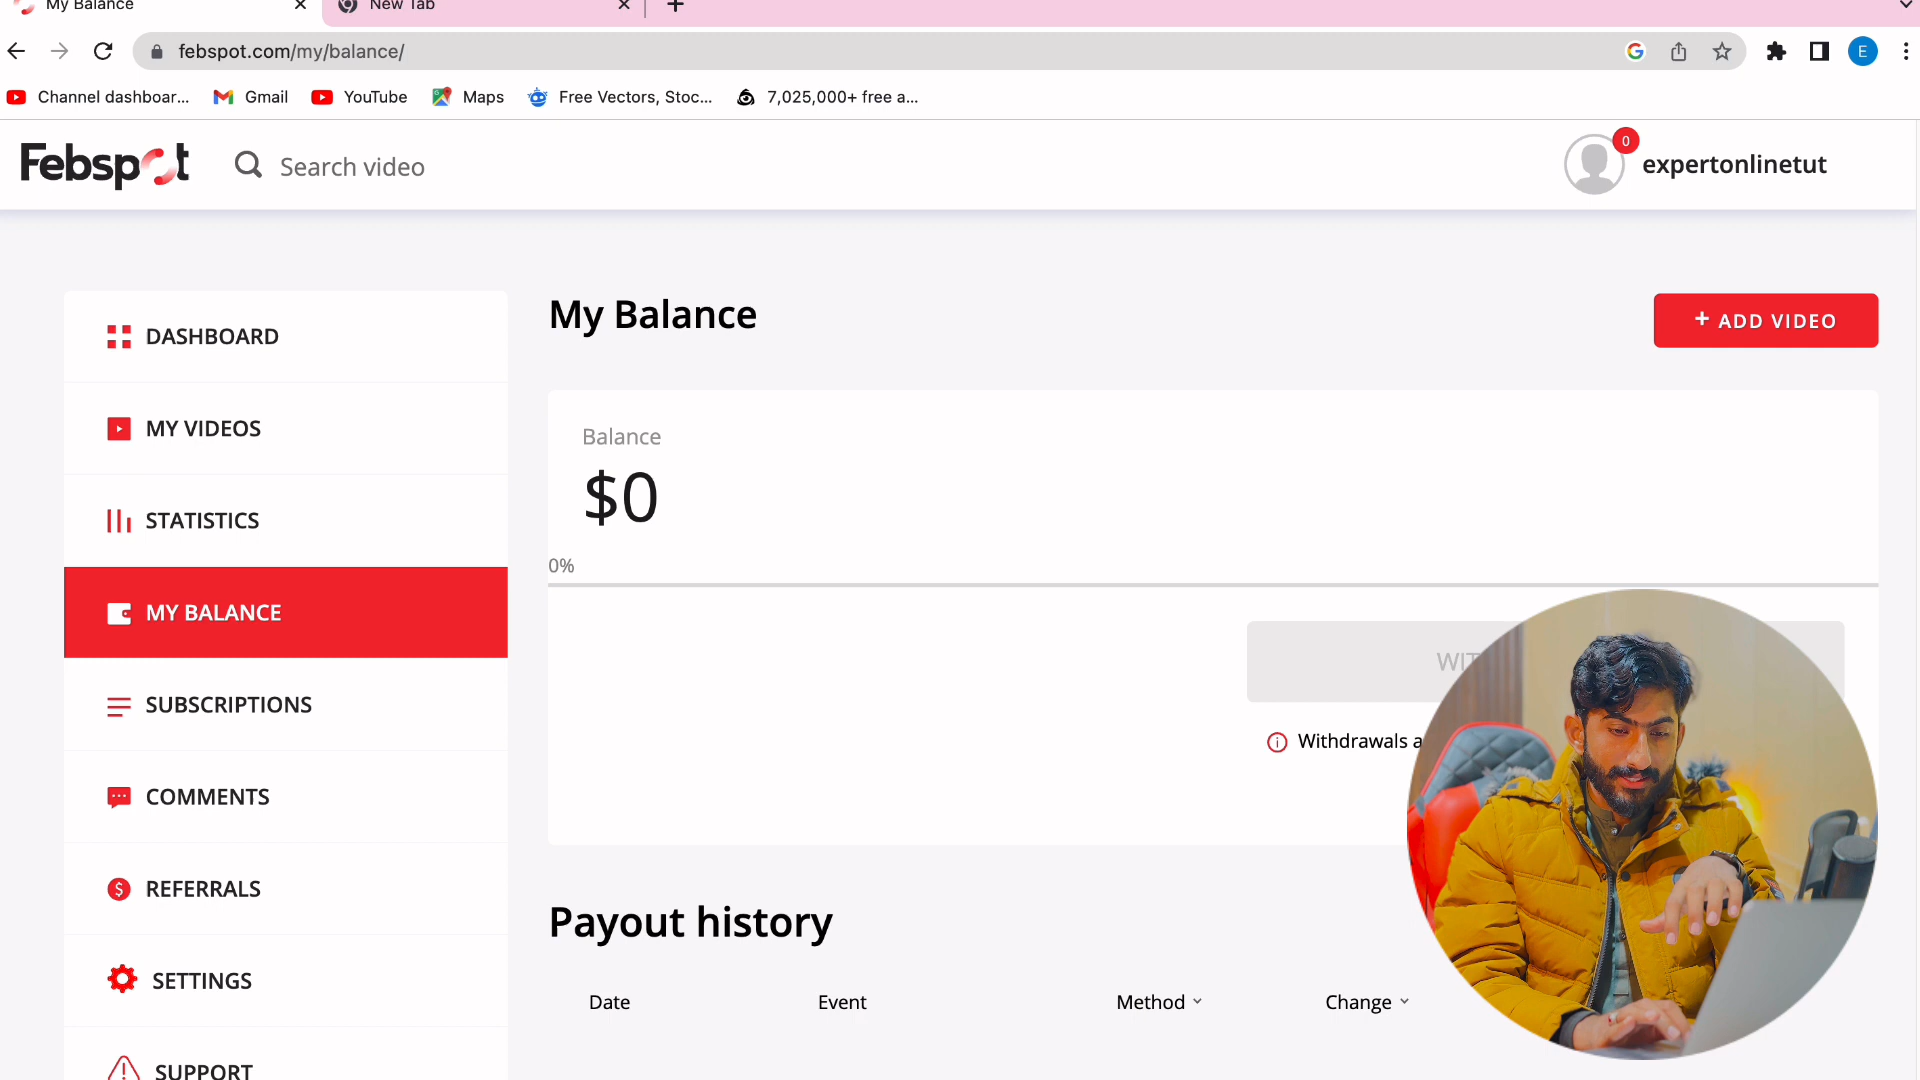 My Balance
New Tab
febspot.com/my/balance/
E
Channel dashboar...
Gmail
YouTube
Maps
Free Vectors, Stoc...
7,025,000+ free a...
Febspot
Search video
0
expertonlinetut
DASHBOARD
MY VIDEOS
STATISTICS
MY BALANCE
SUBSCRIPTIONS
COMMENTS
REFERRALS
SETTINGS
SUPPORT
My Balance
+ ADD VIDEO
Balance
$0
0%
Withdrawals
Payout history
Date
Event
Method
Change